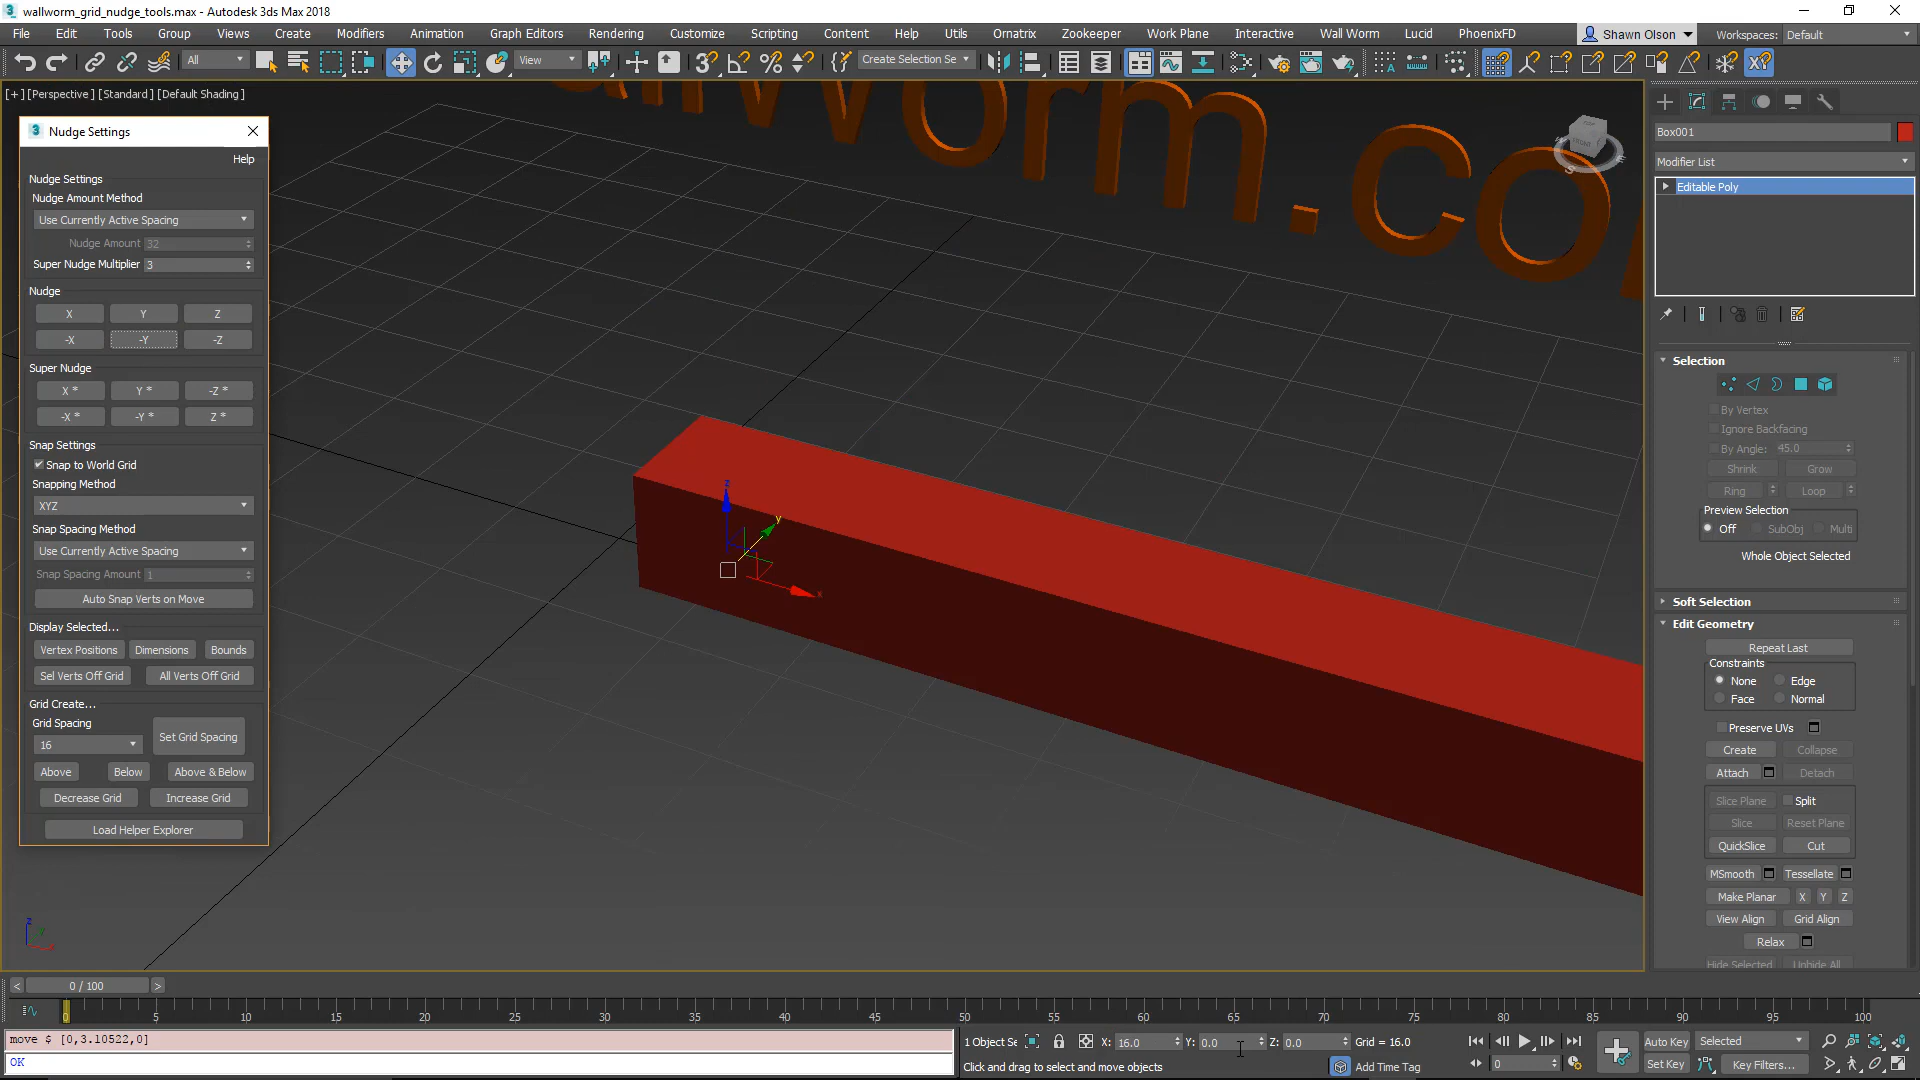 wallworm_grid_nudge_tools.max - Autodesk 3ds Max 2018
File Edit Tools Group Views Create Modifiers Animation Graph Editors Rendering Customize Scripting Content Help Utils Ornatrix Zookeeper Work Plane Interactive Wall Worm Lucid PhoenixFD
Shawn Olson
Workspaces: Default
All
View
Create Selection Se
[+] [Perspective] [Standard] [Default Shading]
Nudge Settings
Help
Nudge Settings
Nudge Amount Method
Use Currently Active Spacing
Nudge Amount 32
Super Nudge Multiplier 3
Nudge
X Y Z
-X -Y -Z
Super Nudge
X * Y * -Z *
-X * -Y * Z *
Snap Settings
Snap to World Grid
Snapping Method
XYZ
Snap Spacing Method
Use Currently Active Spacing
Snap Spacing Amount 1
Auto Snap Verts on Move
Display Selected...
Vertex Positions Dimensions Bounds
Sel Verts Off Grid All Verts Off Grid
Grid Create...
Grid Spacing
16
Set Grid Spacing
Above Below Above & Below
Decrease Grid Increase Grid
Load Helper Explorer
worm.co
FRONT
z
y
x
z
y
x
Box001
Modifier List
Editable Poly
Selection
By Vertex
Ignore Backfacing
By Angle: 45.0
Shrink Grow
Ring Loop
Preview Selection
Off SubObj Multi
Whole Object Selected
Soft Selection
Edit Geometry
Repeat Last
Constraints
None Edge
Face Normal
Preserve UVs
Create Collapse
Attach Detach
Slice Plane Split
Slice Reset Plane
QuickSlice Cut
MSmooth Tessellate
Make Planar X Y Z
View Align Grid Align
Relax
Hide Selected Unhide All
< 0 / 100 >
0 5 10 15 20 25 30 35 40 45 50 55 60 65 70 75 80 85 90 95 100
move $ [0,3.10522,0]
OK
1 Object Se X: 16.0 Y: 0.0 Z: 0.0 Grid = 16.0
Click and drag to select and move objects
Add Time Tag
0
Auto Key Selected
Set Key Key Filters...